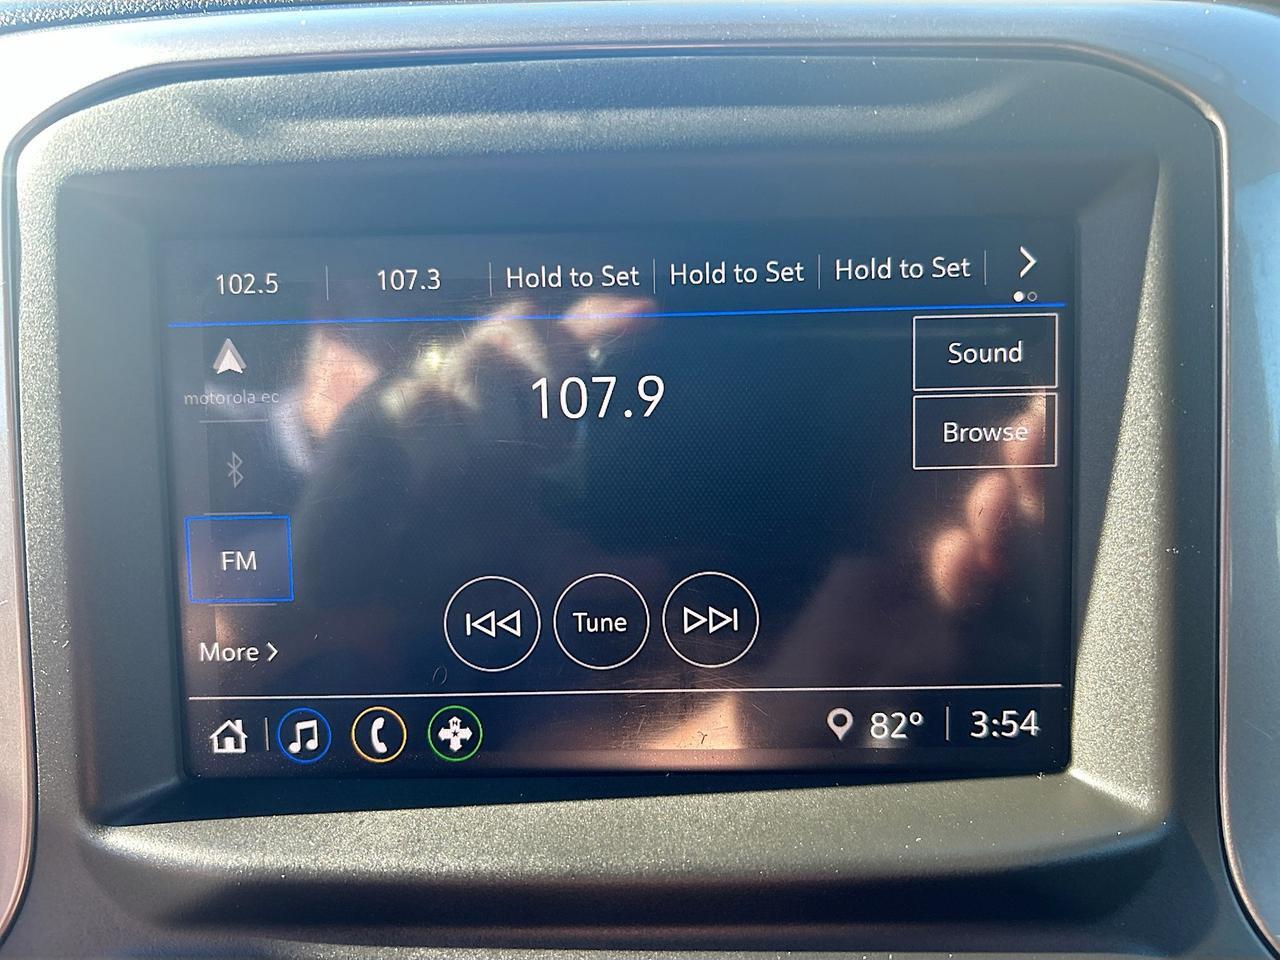 102.5
107.3
Hold to Set
Hold to Set
Hold to Set
motorola ec
107.9
Sound
Browse
FM
Tune
More >
N
82°
3:54